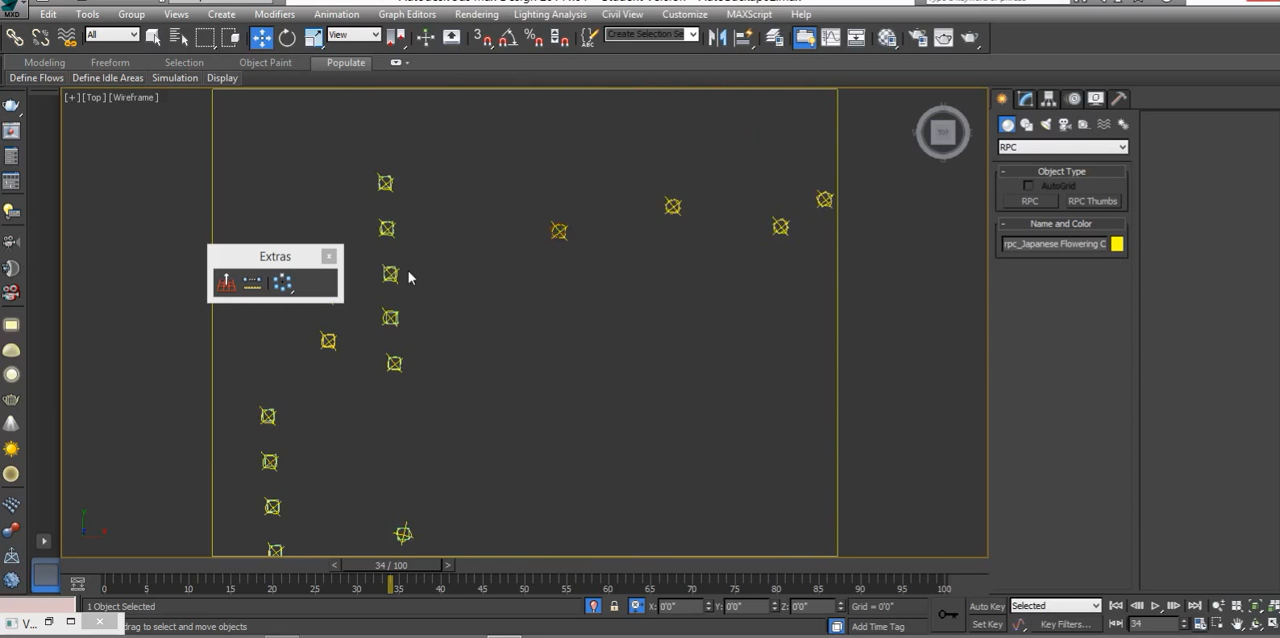 Edit Tools Group Views Create Modifiers Animation Graph Editors Rendering Lighting Analysis Civil View Customize MAXScript Help
MXD All View Create Selection Se
Modeling Freeform Selection Object Paint Populate
Define Flows Define Idle Areas Simulation Display
[+] [Top] [Wireframe]
TOP
RPC
- Object Type
AutoGrid
RPC RPC Thumbs
- Name and Color
rpc_Japanese Flowering C
Extras x
< 34 / 100 >
0 5 10 15 20 25 30 35 40 45 50 55 60 65 70 75 80 85 90 95 100
1 Object Selected X: 0'0" Y: 0'0" Z: 0'0" Grid = 0'0" Auto Key Selected
V... drag to select and move objects Add Time Tag Set Key Key Filters... 34